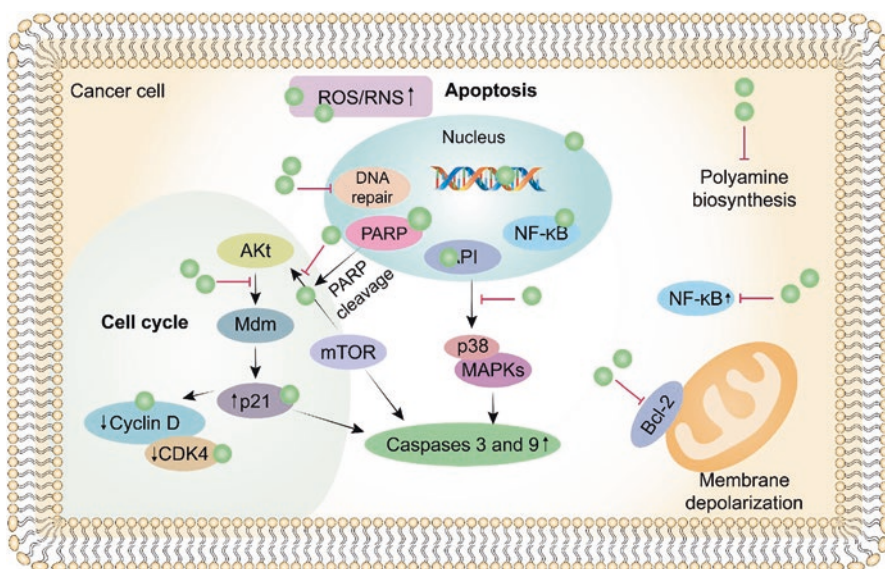 Cancer cell
ROS/RNS↑
Apoptosis
Nucleus
DNA
repair
PARP
NF-κB
PI
AKt
PARP
cleavage
Polyamine
biosynthesis
Cell cycle
Mdm
mTOR
p38
MAPKs
NF-κB↑
↑p21
Bcl-2
↓Cyclin D
↓CDK4
Caspases 3 and 9↑
Membrane
depolarization